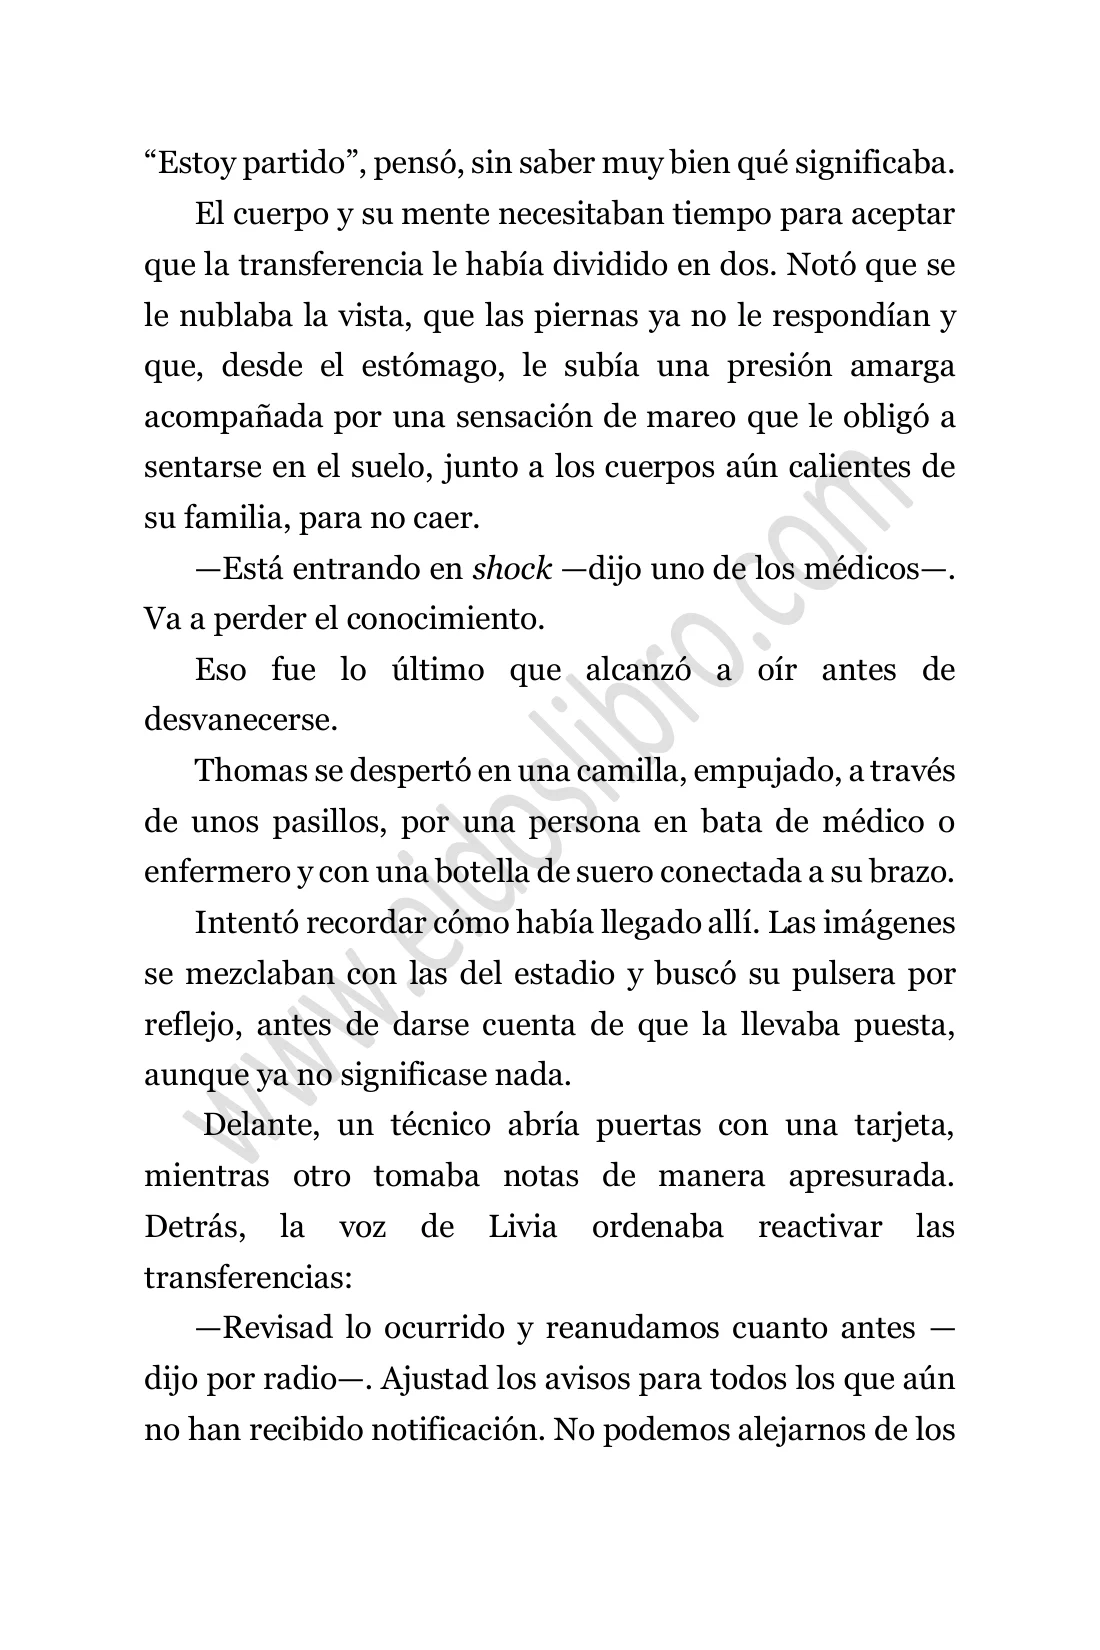 “Estoy partido”, pensó, sin saber muy bien qué significaba.
El cuerpo y su mente necesitaban tiempo para aceptar
que la transferencia le había dividido en dos. Notó que se
le nublaba la vista, que las piernas ya no le respondían y
que, desde el estómago, le subía una presión amarga
acompañada por una sensación de mareo que le obligó a
sentarse en el suelo, junto a los cuerpos aún calientes de
su familia, para no caer.
—Está entrando en shock —dijo uno de los médicos—.
Va a perder el conocimiento.
Eso fue lo último que alcanzó a oír antes de
desvanecerse.
Thomas se despertó en una camilla, empujado, a través
de unos pasillos, por una persona en bata de médico o
enfermero y con una botella de suero conectada a su brazo.
Intentó recordar cómo había llegado allí. Las imágenes
se mezclaban con las del estadio y buscó su pulsera por
reflejo, antes de darse cuenta de que la llevaba puesta,
aunque ya no significase nada.
Delante, un técnico abría puertas con una tarjeta,
mientras otro tomaba notas de manera apresurada.
Detrás, la voz de Livia ordenaba reactivar las
transferencias:
—Revisad lo ocurrido y reanudamos cuanto antes —
dijo por radio—. Ajustad los avisos para todos los que aún
no han recibido notificación. No podemos alejarnos de los
www.eidoslibro.com